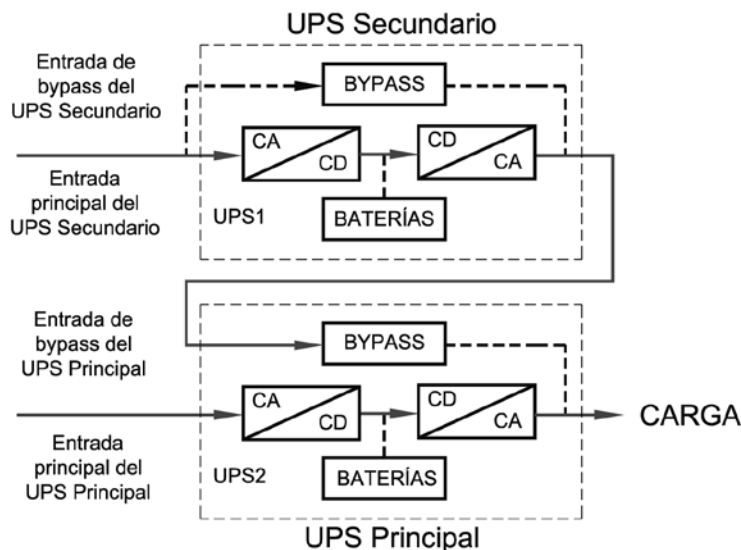 UPS Secundario
Entrada de
bypass del
UPS Secundario
BYPASS
CA
CD
CD
CA
Entrada
principal del
UPS Secundario
UPS1
BATERÍAS
Entrada de
bypass del
UPS Principal
BYPASS
CA
CD
CD
CA
CARGA
Entrada
principal del
UPS Principal
UPS2
BATERÍAS
UPS Principal